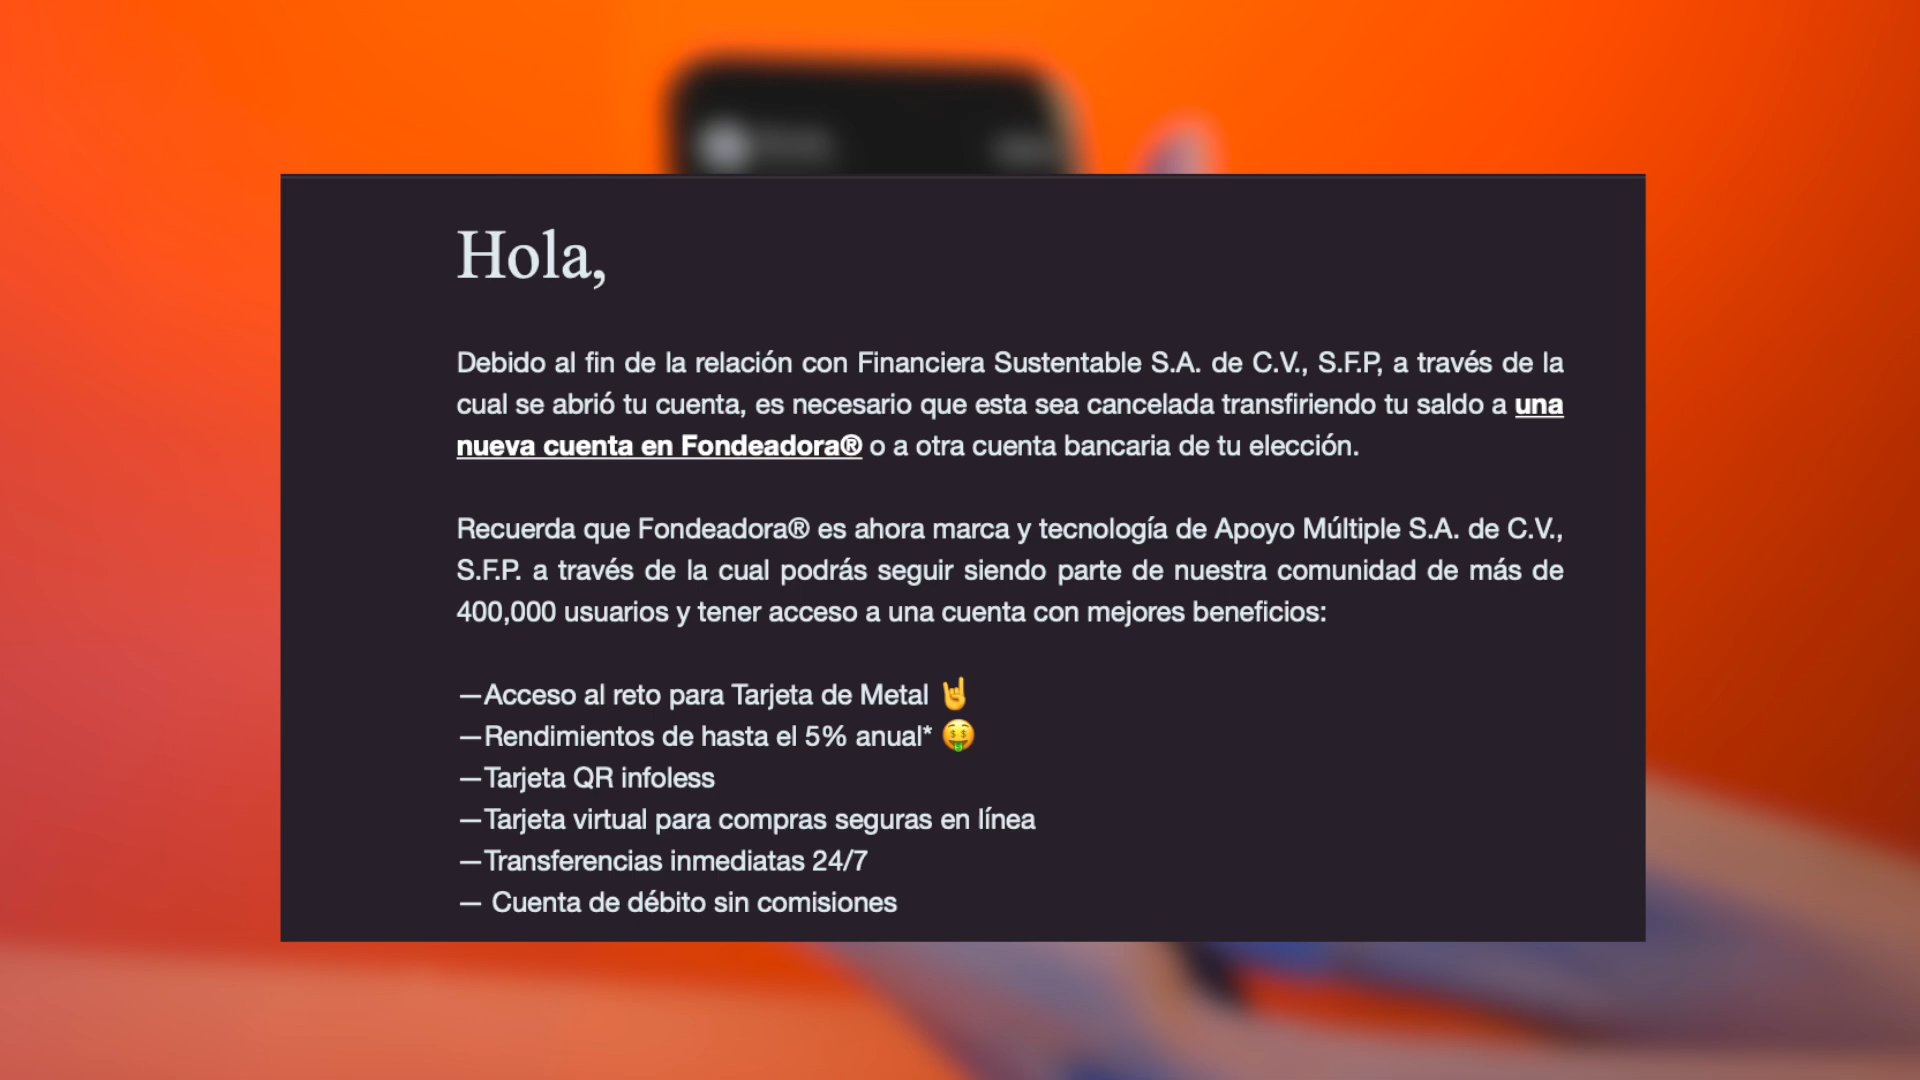 Hola,
Debido al fin de la relación con Financiera Sustentable S.A. de C.V., S.F.P, a través de la
cual se abrió tu cuenta, es necesario que esta sea cancelada transfiriendo tu saldo a una
nueva cuenta en Fondeadora® o a otra cuenta bancaria de tu elección.
Recuerda que Fondeadora® es ahora marca y tecnología de Apoyo Múltiple S.A. de C.V.,
S.F.P. a través de la cual podrás seguir siendo parte de nuestra comunidad de más de
400,000 usuarios y tener acceso a una cuenta con mejores beneficios:
—Acceso al reto para Tarjeta de Metal 🤘
—Rendimientos de hasta el 5% anual* 🤑
—Tarjeta QR infoless
—Tarjeta virtual para compras seguras en línea
—Transferencias inmediatas 24/7
— Cuenta de débito sin comisiones